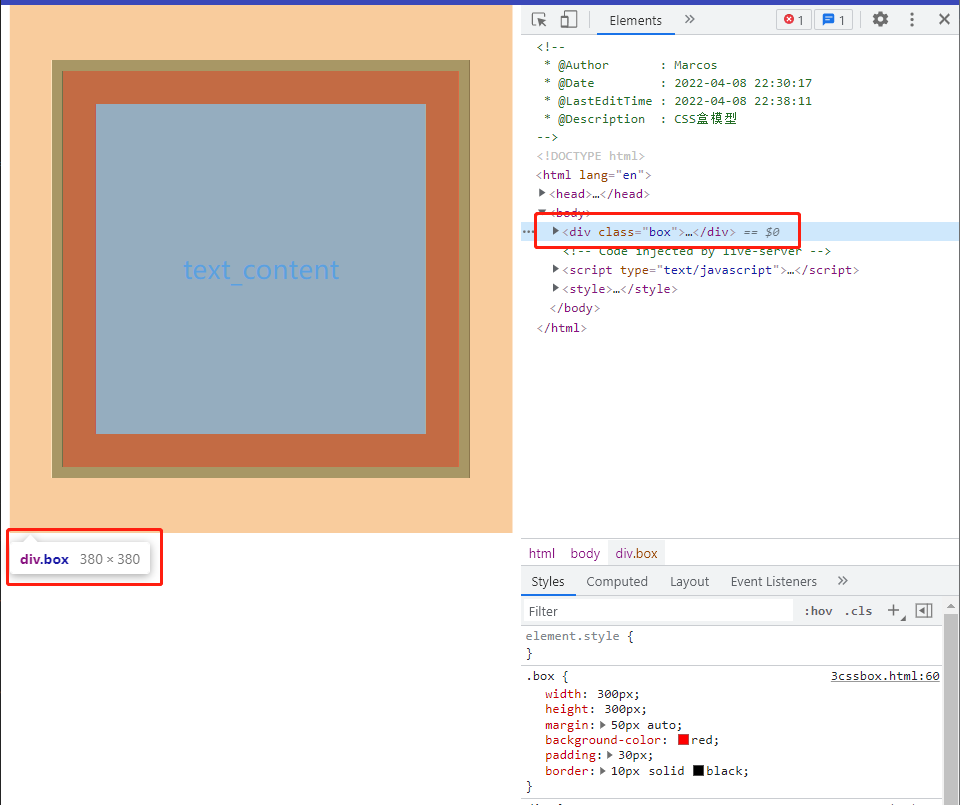 text_content
div.box 380 × 380
Elements » 1 1
<!--
* @Author : Marcos
* @Date : 2022-04-08 22:30:17
* @LastEditTime : 2022-04-08 22:38:11
* @Description : CSS盒模型
-->
<!DOCTYPE html>
<html lang="en">
<head>…</head>
<body>
<div class="box">…</div> == $0
<!-- Code injected by live-server -->
<script type="text/javascript">…</script>
<style>…</style>
</body>
</html>
html body div.box
Styles Computed Layout Event Listeners »
Filter :hov .cls +
element.style {
}
.box { 3cssbox.html:60
width: 300px;
height: 300px;
margin: 50px auto;
background-color: red;
padding: 30px;
border: 10px solid black;
}